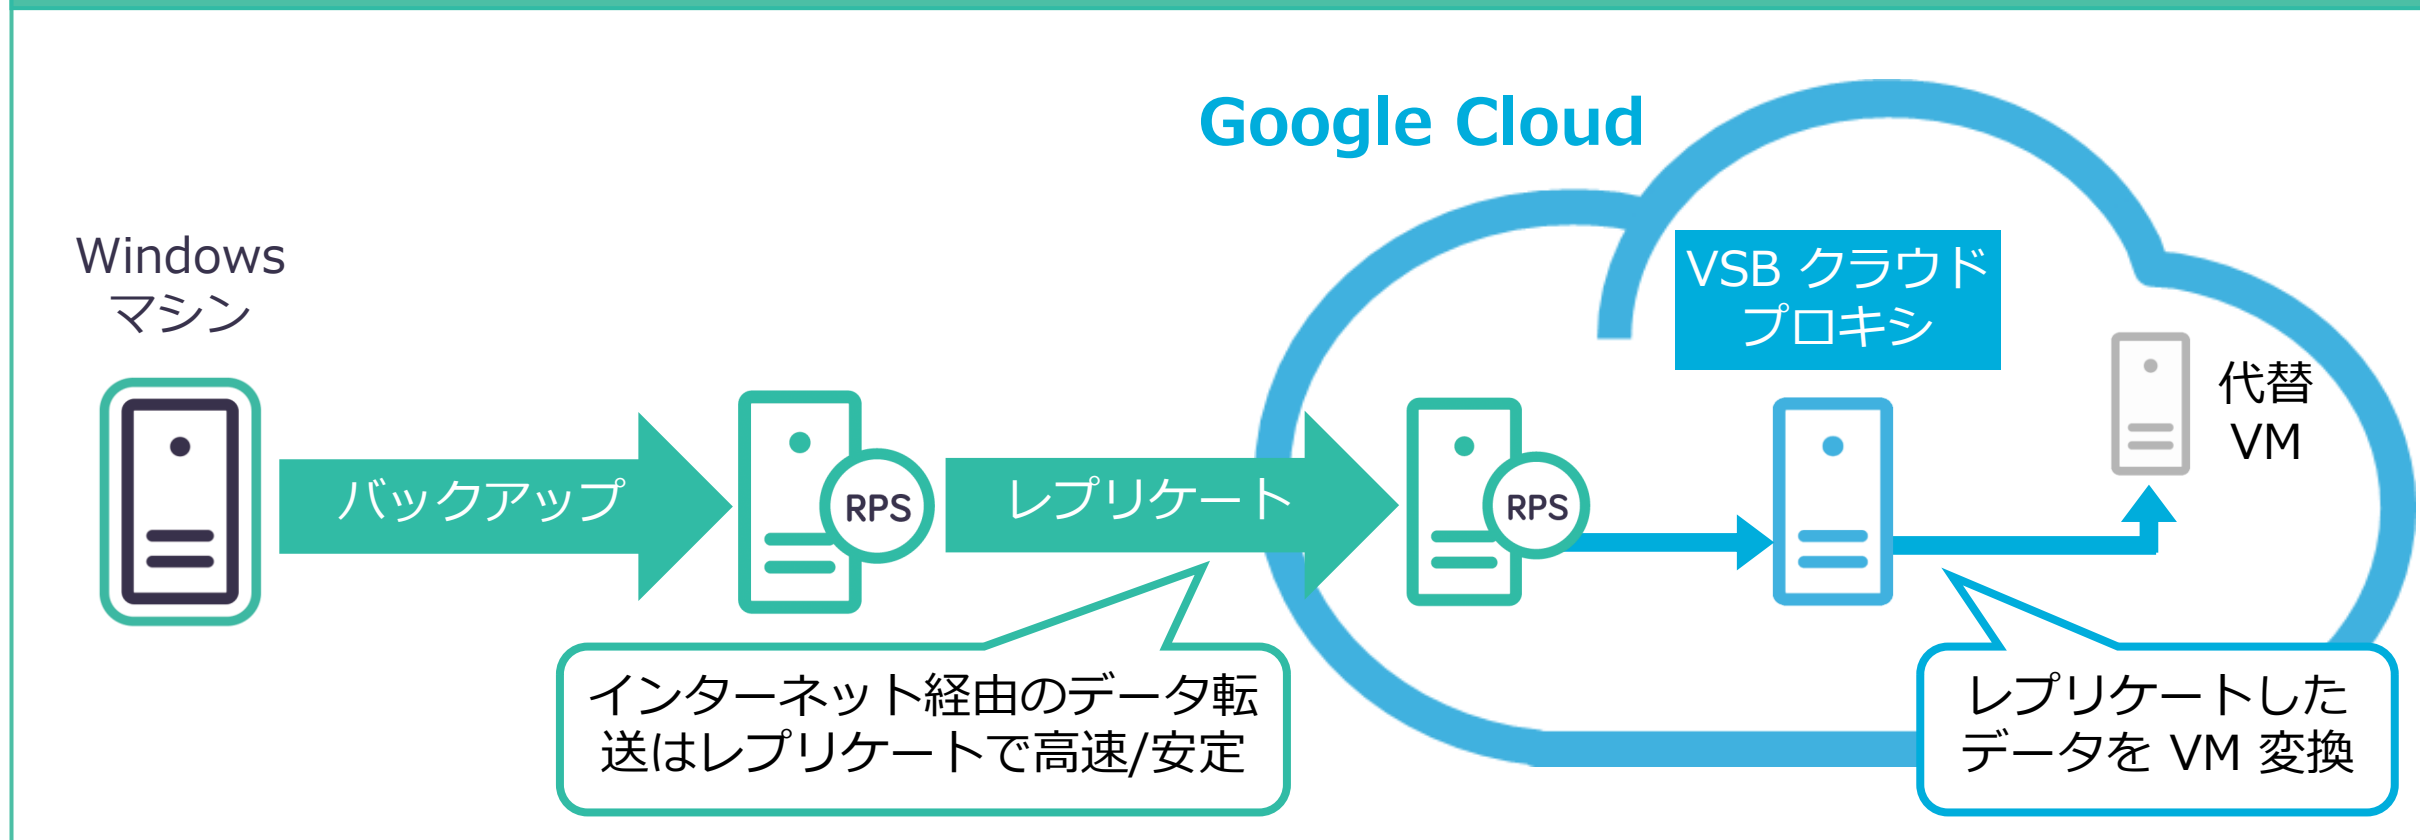 Google Cloud
Windows
マシン
バックアップ
RPS
レプリケート
RPS
VSB クラウド
プロキシ
代替
VM
インターネット経由のデータ転
送はレプリケートで高速/安定
レプリケートした
データを VM 変換